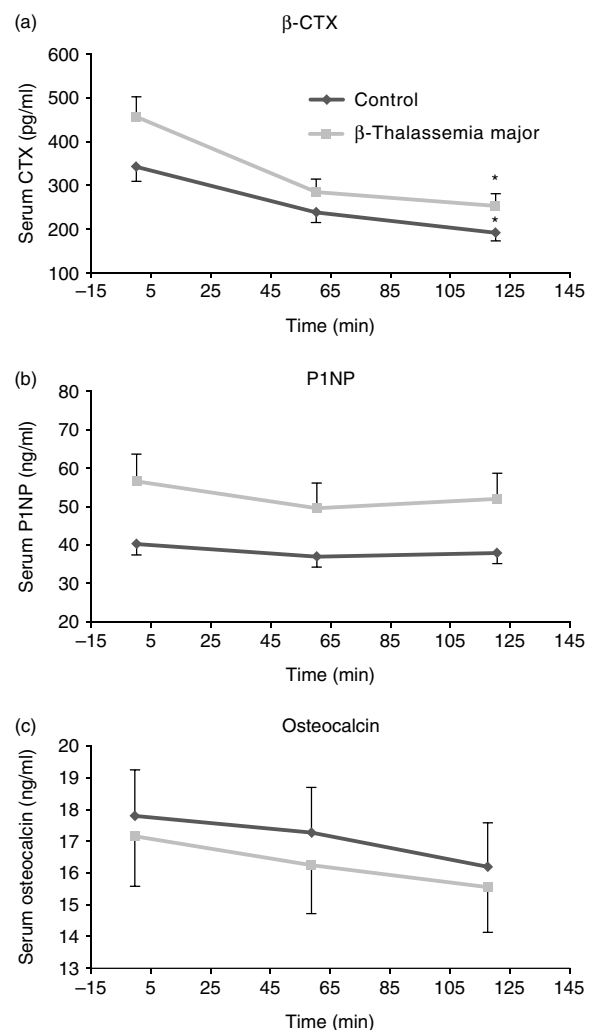 (a)
β-CTX
Serum CTX (pg/ml)
600
500
400
300
200
100
Control
β-Thalassemia major
*
*
−15 5 25 45 65 85 105 125 145
Time (min)
(b)
P1NP
Serum P1NP (ng/ml)
80
70
60
50
40
30
20
−15 5 25 45 65 85 105 125 145
Time (min)
(c)
Osteocalcin
Serum osteocalcin (ng/ml)
20
19
18
17
16
15
14
13
−15 5 25 45 65 85 105 125 145
Time (min)